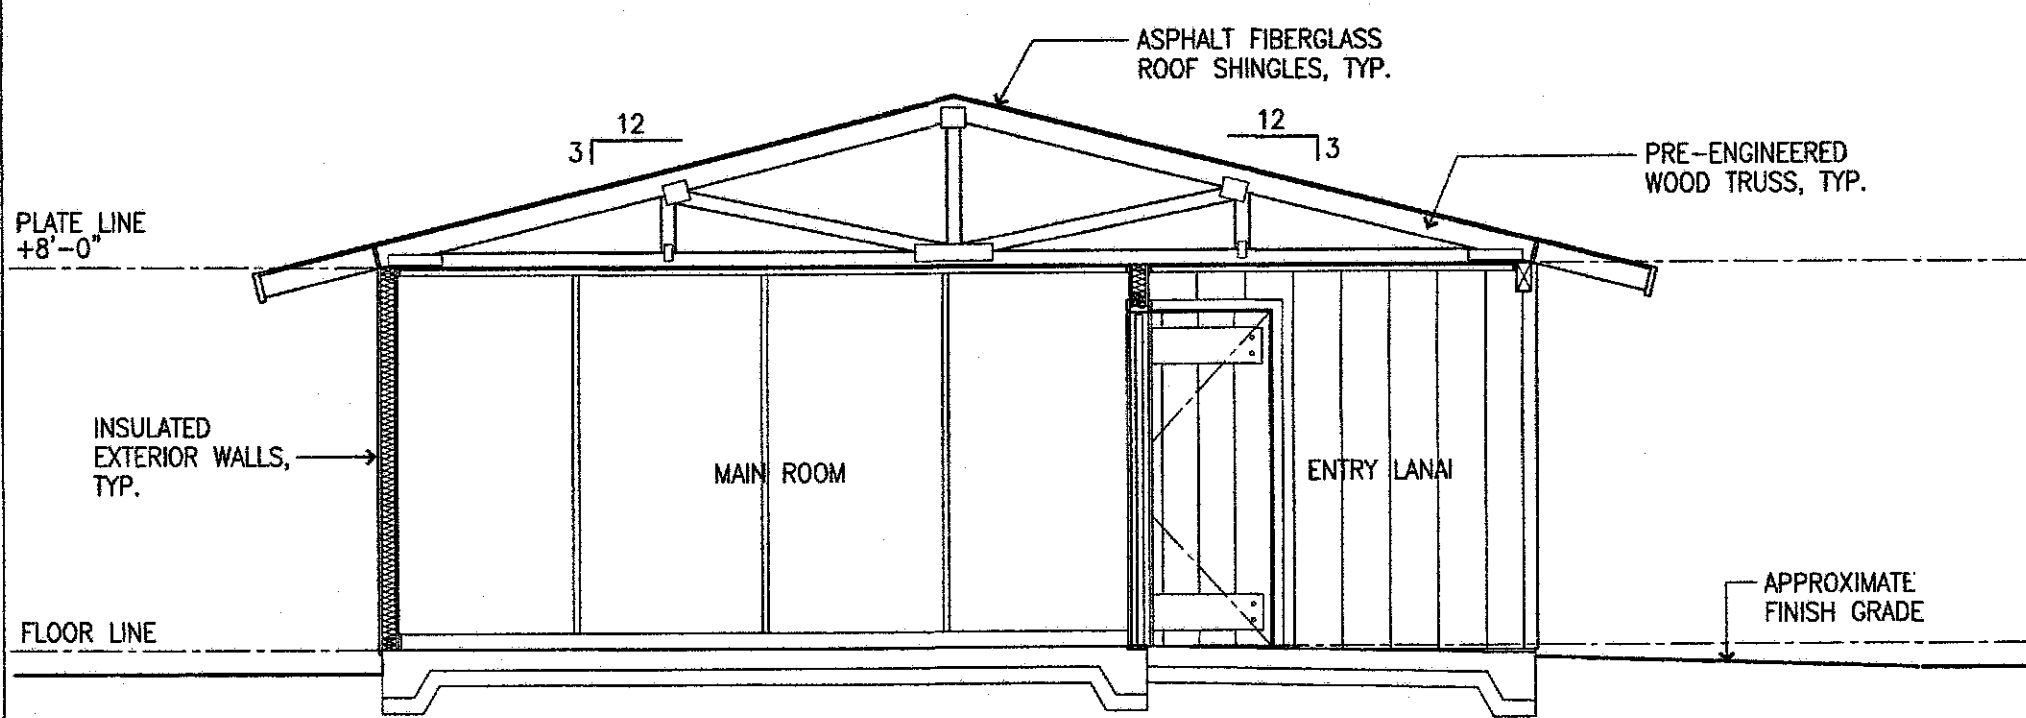 ASPHALT FIBERGLASS
ROOF SHINGLES, TYP.
12
3
12
3
PRE-ENGINEERED
WOOD TRUSS, TYP.
PLATE LINE
+8'-0"
INSULATED
EXTERIOR WALLS,
TYP.
MAIN ROOM
ENTRY LANAI
APPROXIMATE
FINISH GRADE
FLOOR LINE